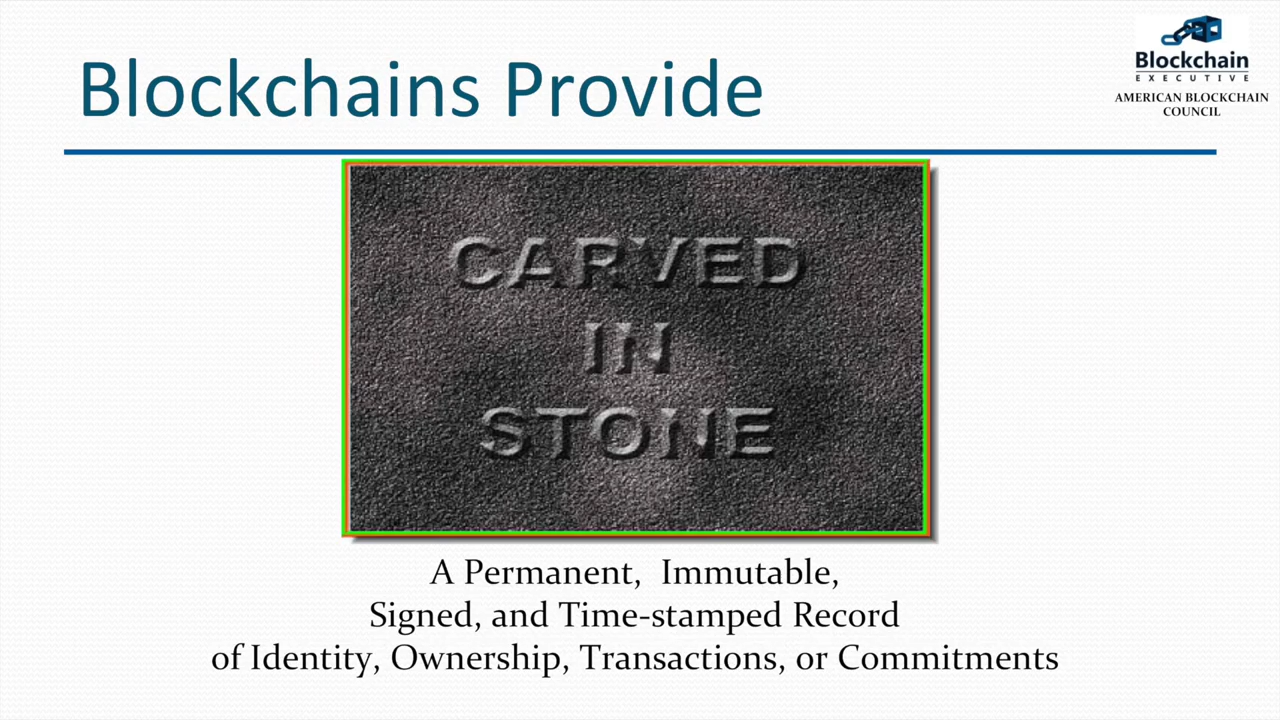 Blockchains Provide
Blockchain
EXECUTIVE
AMERICAN BLOCKCHAIN
COUNCIL
CARVED
IN
STONE
A Permanent, Immutable,
Signed, and Time-stamped Record
of Identity, Ownership, Transactions, or Commitments